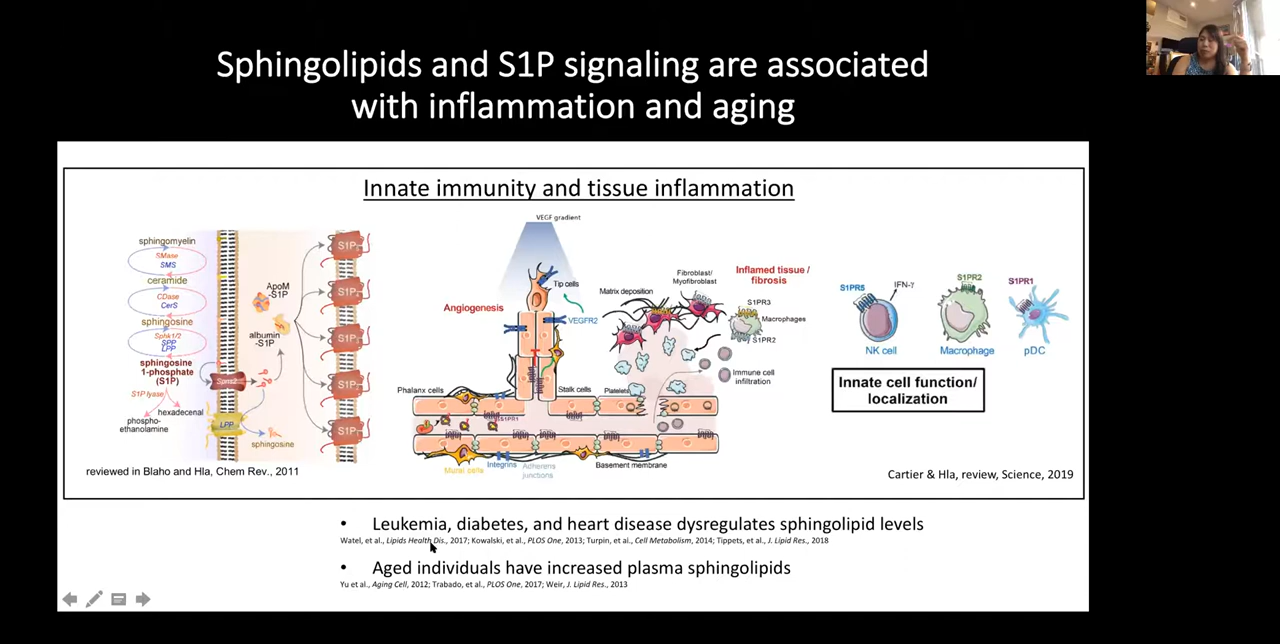 Sphingolipids and S1P signaling are associated
with inflammation and aging
Innate immunity and tissue inflammation
sphingomyelin
SMase
SMS
ceramide
CDase
CerS
sphingosine
Sphk1/2
SPP
LPP
sphingosine
1-phosphate
(S1P)
S1P lyase
hexadecenal
phospho-
ethanolamine
Spns2
LPP
sphingosine
ApoM
-S1P
albumin
-S1P
S1P₁
S1P
S1P
S1P
S1P
reviewed in Blaho and Hla, Chem Rev., 2011
VEGF gradient
Tip cells
Angiogenesis
VEGFR2
Phalanx cells
Stalk cells
S1PR1
Mural cells
Integrins
Adherens
junctions
Basement membrane
Matrix deposition
Fibroblast/
Myofibroblast
Inflamed tissue /
fibrosis
S1PR3
Macrophages
S1PR2
Immune cell
infiltration
Platelets
S1PR5
IFN-γ
NK cell
S1PR2
Macrophage
S1PR1
pDC
Innate cell function/
localization
Cartier & Hla, review, Science, 2019
• Leukemia, diabetes, and heart disease dysregulates sphingolipid levels
Watel, et al., Lipids Health Dis., 2017; Kowalski, et al., PLOS One, 2013; Turpin, et al., Cell Metabolism, 2014; Tippets, et al., J. Lipid Res., 2018
• Aged individuals have increased plasma sphingolipids
Yu et al., Aging Cell, 2012; Trabado, et al., PLOS One, 2017; Weir, J. Lipid Res., 2013